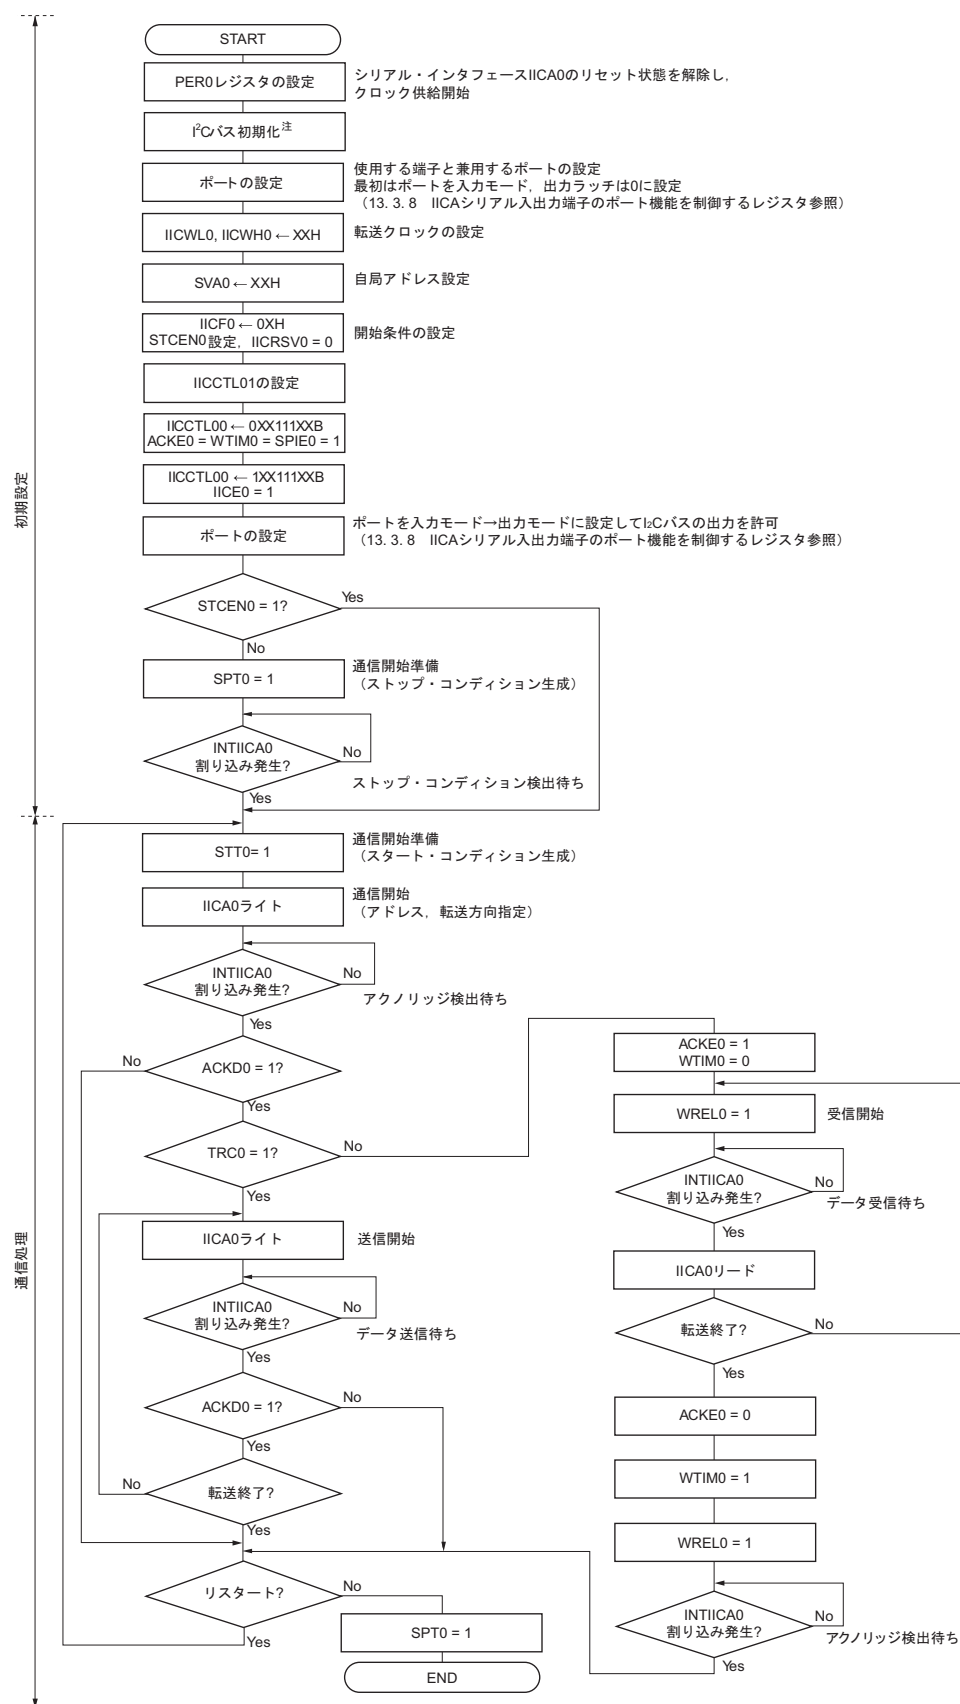 START
PER0レジスタの設定
シリアル・インタフェースIICA0のリセット状態を解除し，
クロック供給開始
I²Cバス初期化注
ポートの設定
使用する端子と兼用するポートの設定
最初はポートを入力モード，出力ラッチは0に設定
（13. 3. 8　IICAシリアル入出力端子のポート機能を制御するレジスタ参照）
IICWL0, IICWH0 ← XXH
転送クロックの設定
SVA0 ← XXH
自局アドレス設定
IICF0 ← 0XH
STCEN0設定，IICRSV0 = 0
開始条件の設定
IICCTL01の設定
IICCTL00 ← 0XX111XXB
ACKE0 = WTIM0 = SPIE0 = 1
IICCTL00 ← 1XX111XXB
IICE0 = 1
初期設定
ポートの設定
ポートを入力モード→出力モードに設定してI2Cバスの出力を許可
（13. 3. 8　IICAシリアル入出力端子のポート機能を制御するレジスタ参照）
STCEN0 = 1?
Yes
No
SPT0 = 1
通信開始準備
（ストップ・コンディション生成）
INTIICA0
割り込み発生?
No
ストップ・コンディション検出待ち
Yes
STT0= 1
通信開始準備
（スタート・コンディション生成）
IICA0ライト
通信開始
（アドレス，転送方向指定）
INTIICA0
割り込み発生?
No
アクノリッジ検出待ち
Yes
ACKD0 = 1?
No
Yes
TRC0 = 1?
No
Yes
通信処理
IICA0ライト
送信開始
INTIICA0
割り込み発生?
No
データ送信待ち
Yes
ACKD0 = 1?
No
Yes
転送終了?
No
Yes
リスタート?
No
Yes
SPT0 = 1
END
ACKE0 = 1
WTIM0 = 0
WREL0 = 1
受信開始
INTIICA0
割り込み発生?
No
データ受信待ち
Yes
IICA0リード
転送終了?
No
Yes
ACKE0 = 0
WTIM0 = 1
WREL0 = 1
INTIICA0
割り込み発生?
No
アクノリッジ検出待ち
Yes